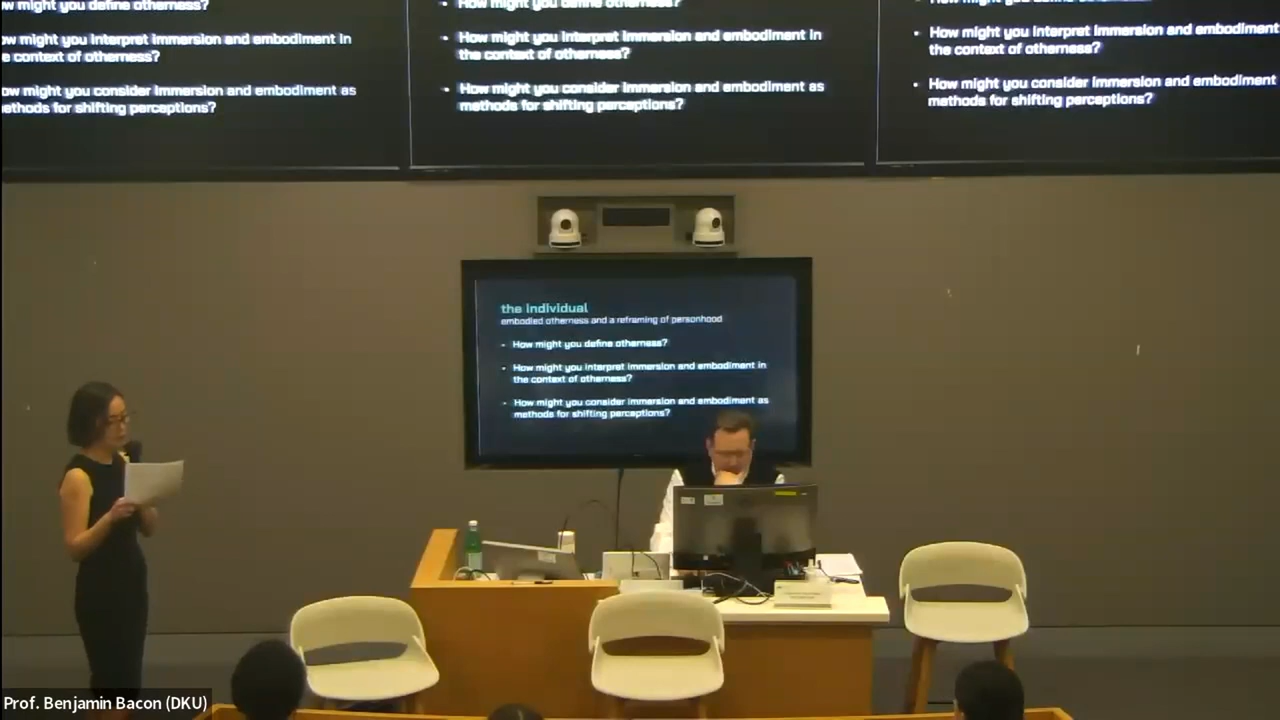 w might you define otherness?
ow might you interpret immersion and embodiment in
e context of otherness?
ow might you consider immersion and embodiment as
ethods for shifting perceptions?
How might you define otherness?
How might you interpret immersion and embodiment in
the context of otherness?
How might you consider immersion and embodiment as
methods for shifting perceptions?
How might you interpret immersion and embodiment
the context of otherness?
How might you consider immersion and embodiment
methods for shifting perceptions?
the individual
embodied otherness and a reframing of personhood
- How might you define otherness?
- How might you interpret immersion and embodiment in
the context of otherness?
- How might you consider immersion and embodiment as
methods for shifting perceptions?
Prof. Benjamin Bacon (DKU)